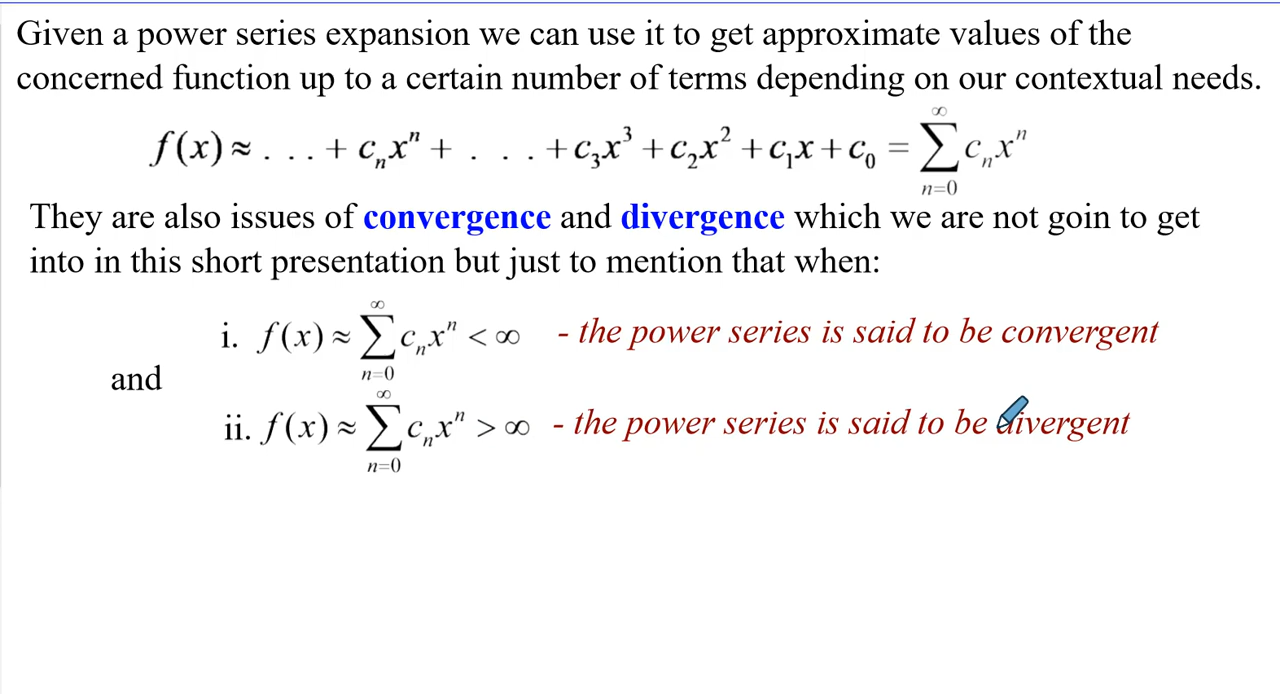 Given a power series expansion we can use it to get approximate values of the
concerned function up to a certain number of terms depending on our contextual needs.
f(x) ≈ . . . + cₙxⁿ + . . . + c₃x³ + c₂x² + c₁x + c₀ = ∑_{n=0}^{∞} cₙxⁿ
They are also issues of convergence and divergence which we are not goin to get
into in this short presentation but just to mention that when:
i. f(x) ≈ ∑_{n=0}^{∞} cₙxⁿ < ∞ - the power series is said to be convergent
and
ii. f(x) ≈ ∑_{n=0}^{∞} cₙxⁿ > ∞ - the power series is said to be divergent